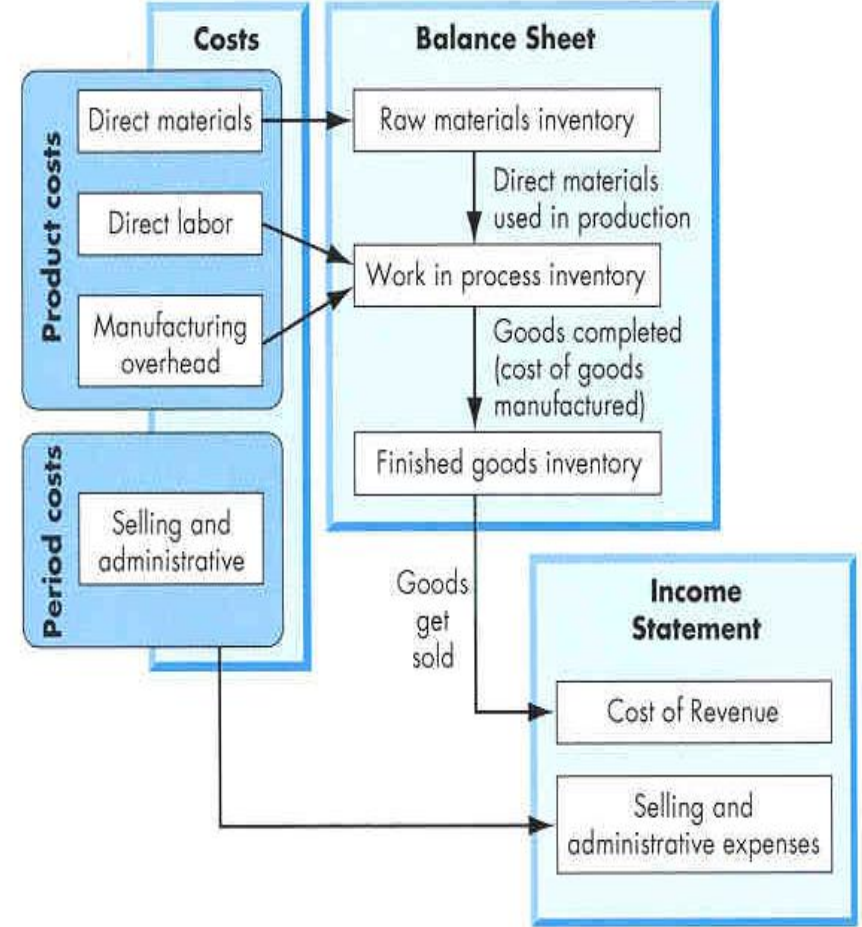 Costs
Balance Sheet
Product costs
Direct materials
Raw materials inventory
Direct materials
used in production
Direct labor
Work in process inventory
Manufacturing
overhead
Goods completed
(cost of goods
manufactured)
Finished goods inventory
Period costs
Selling and
administrative
Goods
get
sold
Income
Statement
Cost of Revenue
Selling and
administrative expenses